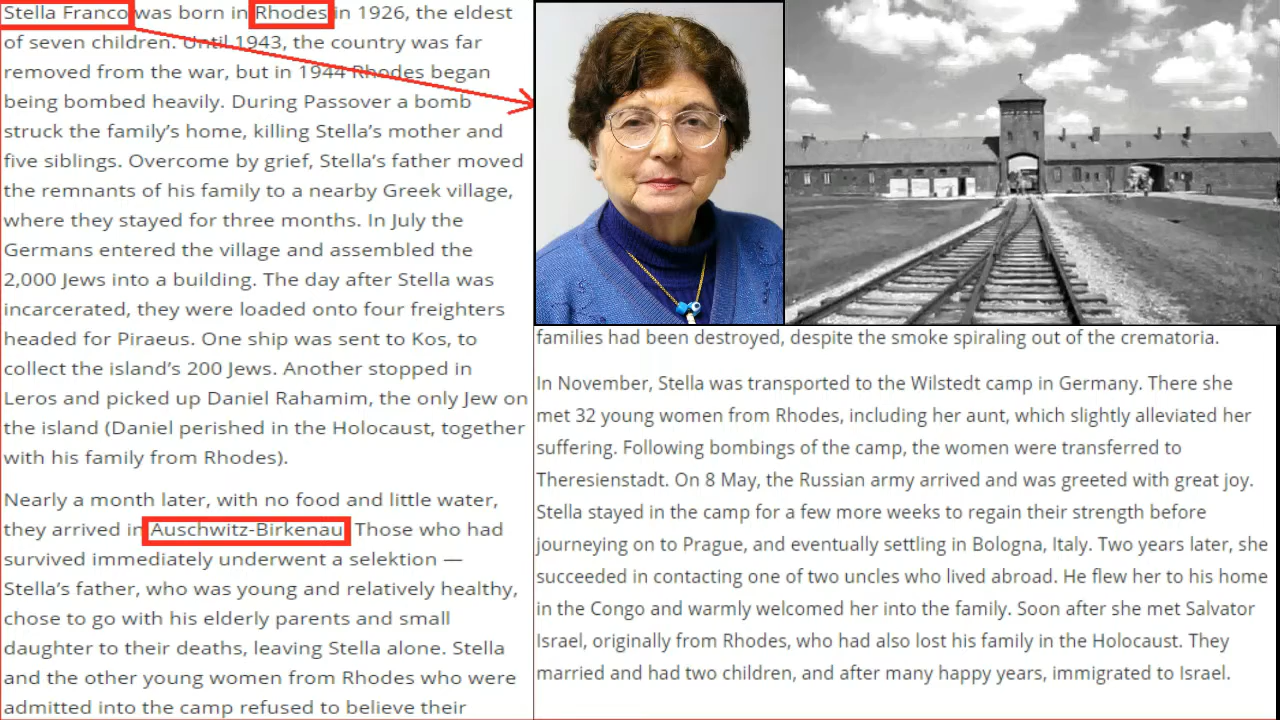 Stella Franco was born in Rhodes in 1926, the eldest
of seven children. Until 1943, the country was far
removed from the war, but in 1944 Rhodes began
being bombed heavily. During Passover a bomb
struck the family’s home, killing Stella’s mother and
five siblings. Overcome by grief, Stella’s father moved
the remnants of his family to a nearby Greek village,
where they stayed for three months. In July the
Germans entered the village and assembled the
2,000 Jews into a building. The day after Stella was
incarcerated, they were loaded onto four freighters
headed for Piraeus. One ship was sent to Kos, to
collect the island’s 200 Jews. Another stopped in
Leros and picked up Daniel Rahamim, the only Jew on
the island (Daniel perished in the Holocaust, together
with his family from Rhodes).
Nearly a month later, with no food and little water,
they arrived in Auschwitz-Birkenau. Those who had
survived immediately underwent a selektion —
Stella’s father, who was young and relatively healthy,
chose to go with his elderly parents and small
daughter to their deaths, leaving Stella alone. Stella
and the other young women from Rhodes who were
admitted into the camp refused to believe their
families had been destroyed, despite the smoke spiraling out of the crematoria.
In November, Stella was transported to the Wilstedt camp in Germany. There she
met 32 young women from Rhodes, including her aunt, which slightly alleviated her
suffering. Following bombings of the camp, the women were transferred to
Theresienstadt. On 8 May, the Russian army arrived and was greeted with great joy.
Stella stayed in the camp for a few more weeks to regain their strength before
journeying on to Prague, and eventually settling in Bologna, Italy. Two years later, she
succeeded in contacting one of two uncles who lived abroad. He flew her to his home
in the Congo and warmly welcomed her into the family. Soon after she met Salvator
Israel, originally from Rhodes, who had also lost his family in the Holocaust. They
married and had two children, and after many happy years, immigrated to Israel.